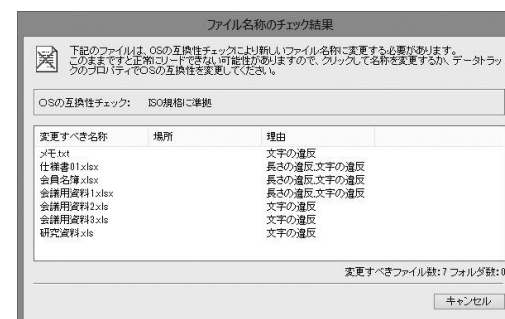 ファイル名称のチェック結果
下記のファイルは、OSの互換性チェックにより新しいファイル名称に変更する必要があります。
このままですと正常にリードできない可能性がありますので、クリックして名称を変更するか、データトラッ
クのプロパティでOSの互換性を変更してください。
OSの互換性チェック: ISO規格に準拠
変更すべき名称 場所 理由
メモ.txt 文字の違反
仕様書01.xlsx 長さの違反,文字の違反
会員名簿.xlsx 長さの違反,文字の違反
会議用資料1.xlsx 長さの違反,文字の違反
会議用資料2.xls 文字の違反
会議用資料3.xls 文字の違反
研究資料.xls 文字の違反
変更すべきファイル数:7 フォルダ数:0
キャンセル